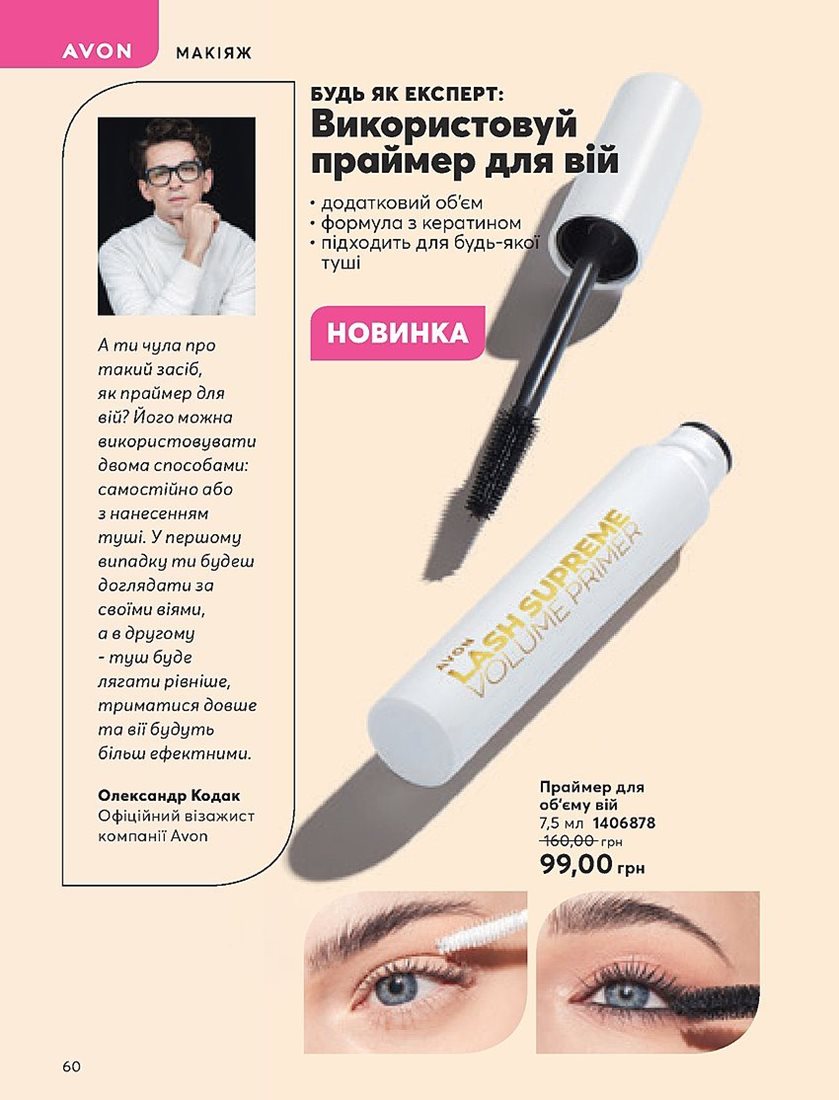 AVON
МАКІЯЖ
БУДЬ ЯК ЕКСПЕРТ:
Використовуй
праймер для вій
• додатковий об'єм
• формула з кератином
• підходить для будь-якої
туші
НОВИНКА
А ти чула про
такий засіб,
як праймер для
вій? Його можна
використовувати
двома способами:
самостійно або
з нанесенням
туші. У першому
випадку ти будеш
доглядати за
своїми віями,
а в другому
- туш буде
лягати рівніше,
триматися довше
та вії будуть
більш ефектними.
Олександр Кодак
Офіційний візажист
компанії Avon
AVON
LASH SUPREME
VOLUME PRIMER
Праймер для
об'єму вій
7,5 мл 1406878
160,00 грн
99,00 грн
60